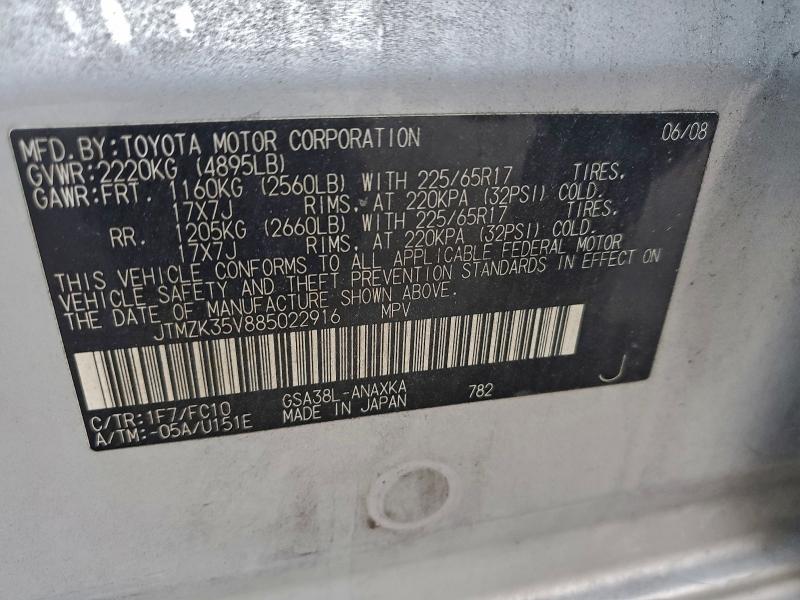 MFD. BY: TOYOTA MOTOR CORPORATION 06/08
GVWR: 2220KG (4895LB)
GAWR: FRT. 1160KG (2560LB) WITH 225/65R17 TIRES.
17X7J RIMS. AT 220KPA (32PSI) COLD.
RR. 1205KG (2660LB) WITH 225/65R17 TIRES.
17X7J RIMS. AT 220KPA (32PSI) COLD.
THIS VEHICLE CONFORMS TO ALL APPLICABLE FEDERAL MOTOR
VEHICLE SAFETY AND THEFT PREVENTION STANDARDS IN EFFECT ON
THE DATE OF MANUFACTURE SHOWN ABOVE.
JTMZK35V885022916 MPV
C/TR: 1F7/FC10 GSA38L-ANAXKA 782 J
A/TM: -05A/U151E MADE IN JAPAN